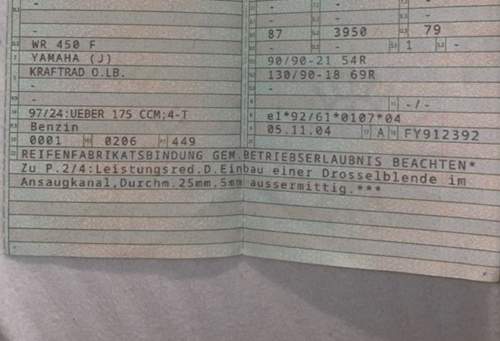 -
-
-
-
87 3950 79
- - 1 -
WR 450 F
YAMAHA (J)
90/90-21 54R
KRAFTRAD O.LB.
130/90-18 69R
-
-
- -/-
97/24:UEBER 175 CCM;4-T
e1*92/61*0107*04
Benzin
05.11.04 A FY912392
0001 0206 449
REIFENFABRIKATSBINDUNG GEM.BETRIEBSERLAUBNIS BEACHTEN*
Zu P.2/4:Leistungsred.D.Einbau einer Drosselblende im
Ansaugkanal,Durchm.25mm,5mm aussermittig.***